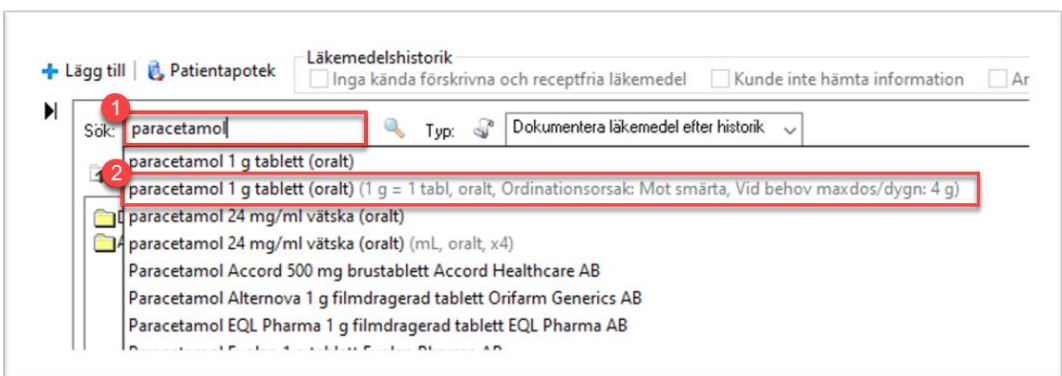 Läkemedelshistorik
Lägg till | Patientapotek Inga kända förskrivna och receptfria läkemedel Kunde inte hämta information Ar
1
Sök: paracetamol Typ: Dokumentera läkemedel efter historik
paracetamol 1 g tablett (oralt)
2
paracetamol 1 g tablett (oralt) (1 g = 1 tabl, oralt, Ordinationsorsak: Mot smärta, Vid behov maxdos/dygn: 4 g)
paracetamol 24 mg/ml vätska (oralt)
paracetamol 24 mg/ml vätska (oralt) (mL, oralt, x4)
Paracetamol Accord 500 mg brustablett Accord Healthcare AB
Paracetamol Alternova 1 g filmdragerad tablett Orifarm Generics AB
Paracetamol EQL Pharma 1 g filmdragerad tablett EQL Pharma AB